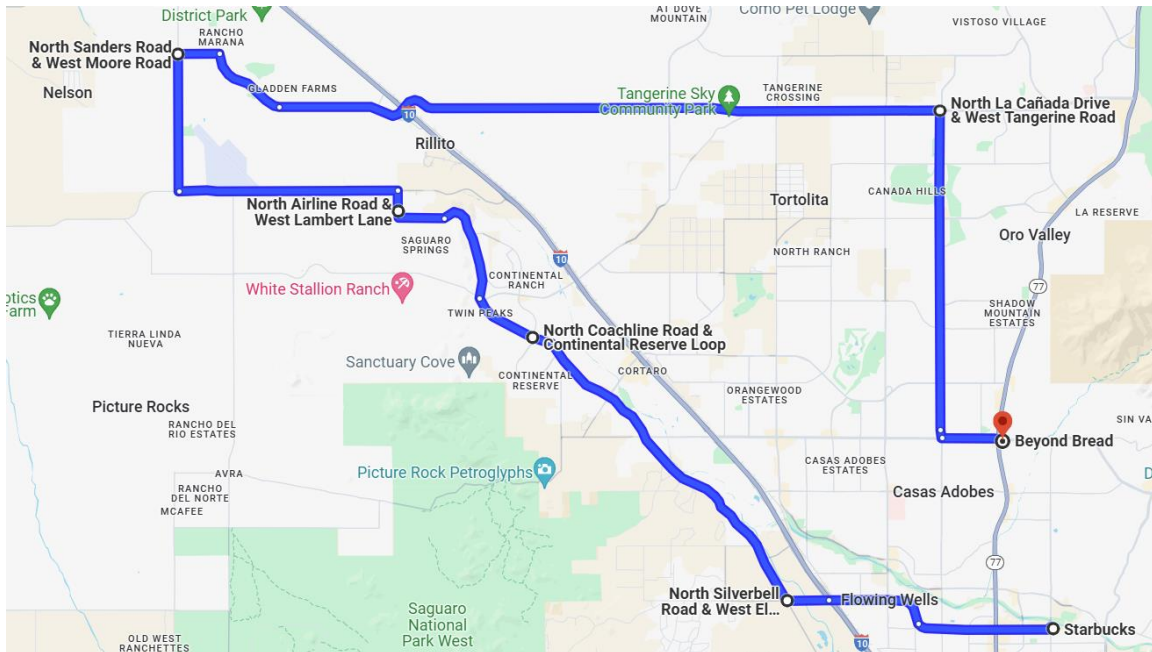 District Park
AT DOVE
MOUNTAIN
Como Pet Lodge
VISTOSO VILLAGE
RANCHO
MARANA
North Sanders Road
& West Moore Road
Nelson
GLADDEN FARMS
Tangerine Sky
Community Park
TANGERINE
CROSSING
North La Cañada Drive
& West Tangerine Road
10
Rillito
CANADA HILLS
Tortolita
North Airline Road &
West Lambert Lane
LA RESERVE
Oro Valley
SAGUARO
SPRINGS
NORTH RANCH
10
CONTINENTAL
RANCH
White Stallion Ranch
77
optics
Farm
SHADOW
MOUNTAIN
ESTATES
TWIN PEAKS
TIERRA LINDA
NUEVA
North Coachline Road &
Continental Reserve Loop
Sanctuary Cove
CORTARO
CONTINENTAL
RESERVE
ORANGEWOOD
ESTATES
Picture Rocks
RANCHO DEL
RIO ESTATES
SIN VA
Beyond Bread
CASAS ADOBES
ESTATES
AVRA
Picture Rock Petroglyphs
D
RANCHO
DEL NORTE
MCAFEE
Casas Adobes
77
North Silverbell
Road & West El...
Flowing Wells
Saguaro
National
Park West
Starbucks
OLD WEST
RANCHETTES
10